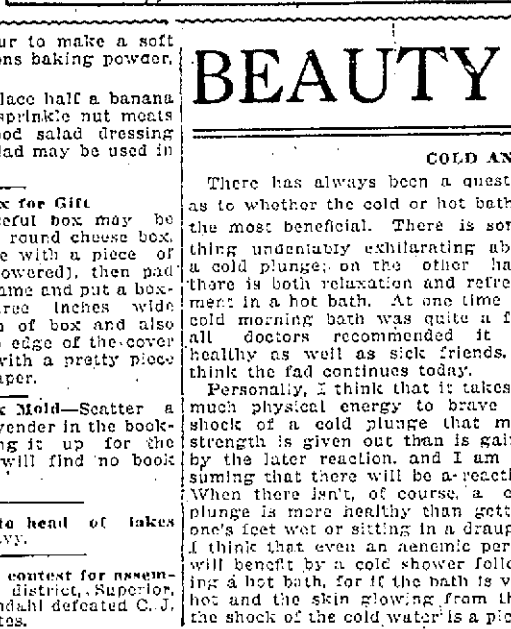 ur to make a soft
ons baking powder.
lace half a banana
sprinkle nut meats
ood salad dressing
lad may be used in
x for Gift
ceful box may be
round cheese box.
e with a piece of
owered), then pad
ame and put a box-
ree inches wide
n of box and also
edge of the cover
with a pretty piece
aper.
k Mold—Scatter a
vender in the book-
ng it up for the
will find no book
to head of lakes
vy.
contest for assem-
district, Superior,
ndahl defeated C. J.
tes.
BEAUTY
COLD AN
There has always been a quest
as to whether the cold or hot bath
the most beneficial. There is som
thing undeniably exhilarating ab
a cold plunge; on the other ha
there is both relaxation and refre
ment in a hot bath. At one time
cold morning bath was quite a f
all doctors recommended it
healthy as well as sick friends.
think the fad continues today.
Personally, I think that it takes
much physical energy to brave
shock of a cold plunge that m
strength is given out than is gai
by the later reaction, and I am
suming that there will be a reacti
When there isn't, of course, a c
plunge is more healthy than gett
one's feet wet or sitting in a draug
I think that even an aenemic per
will benefit by a cold shower follo
ing a hot bath, for if the bath is v
hot and the skin glowing from th
the shock of the cold water is a ple